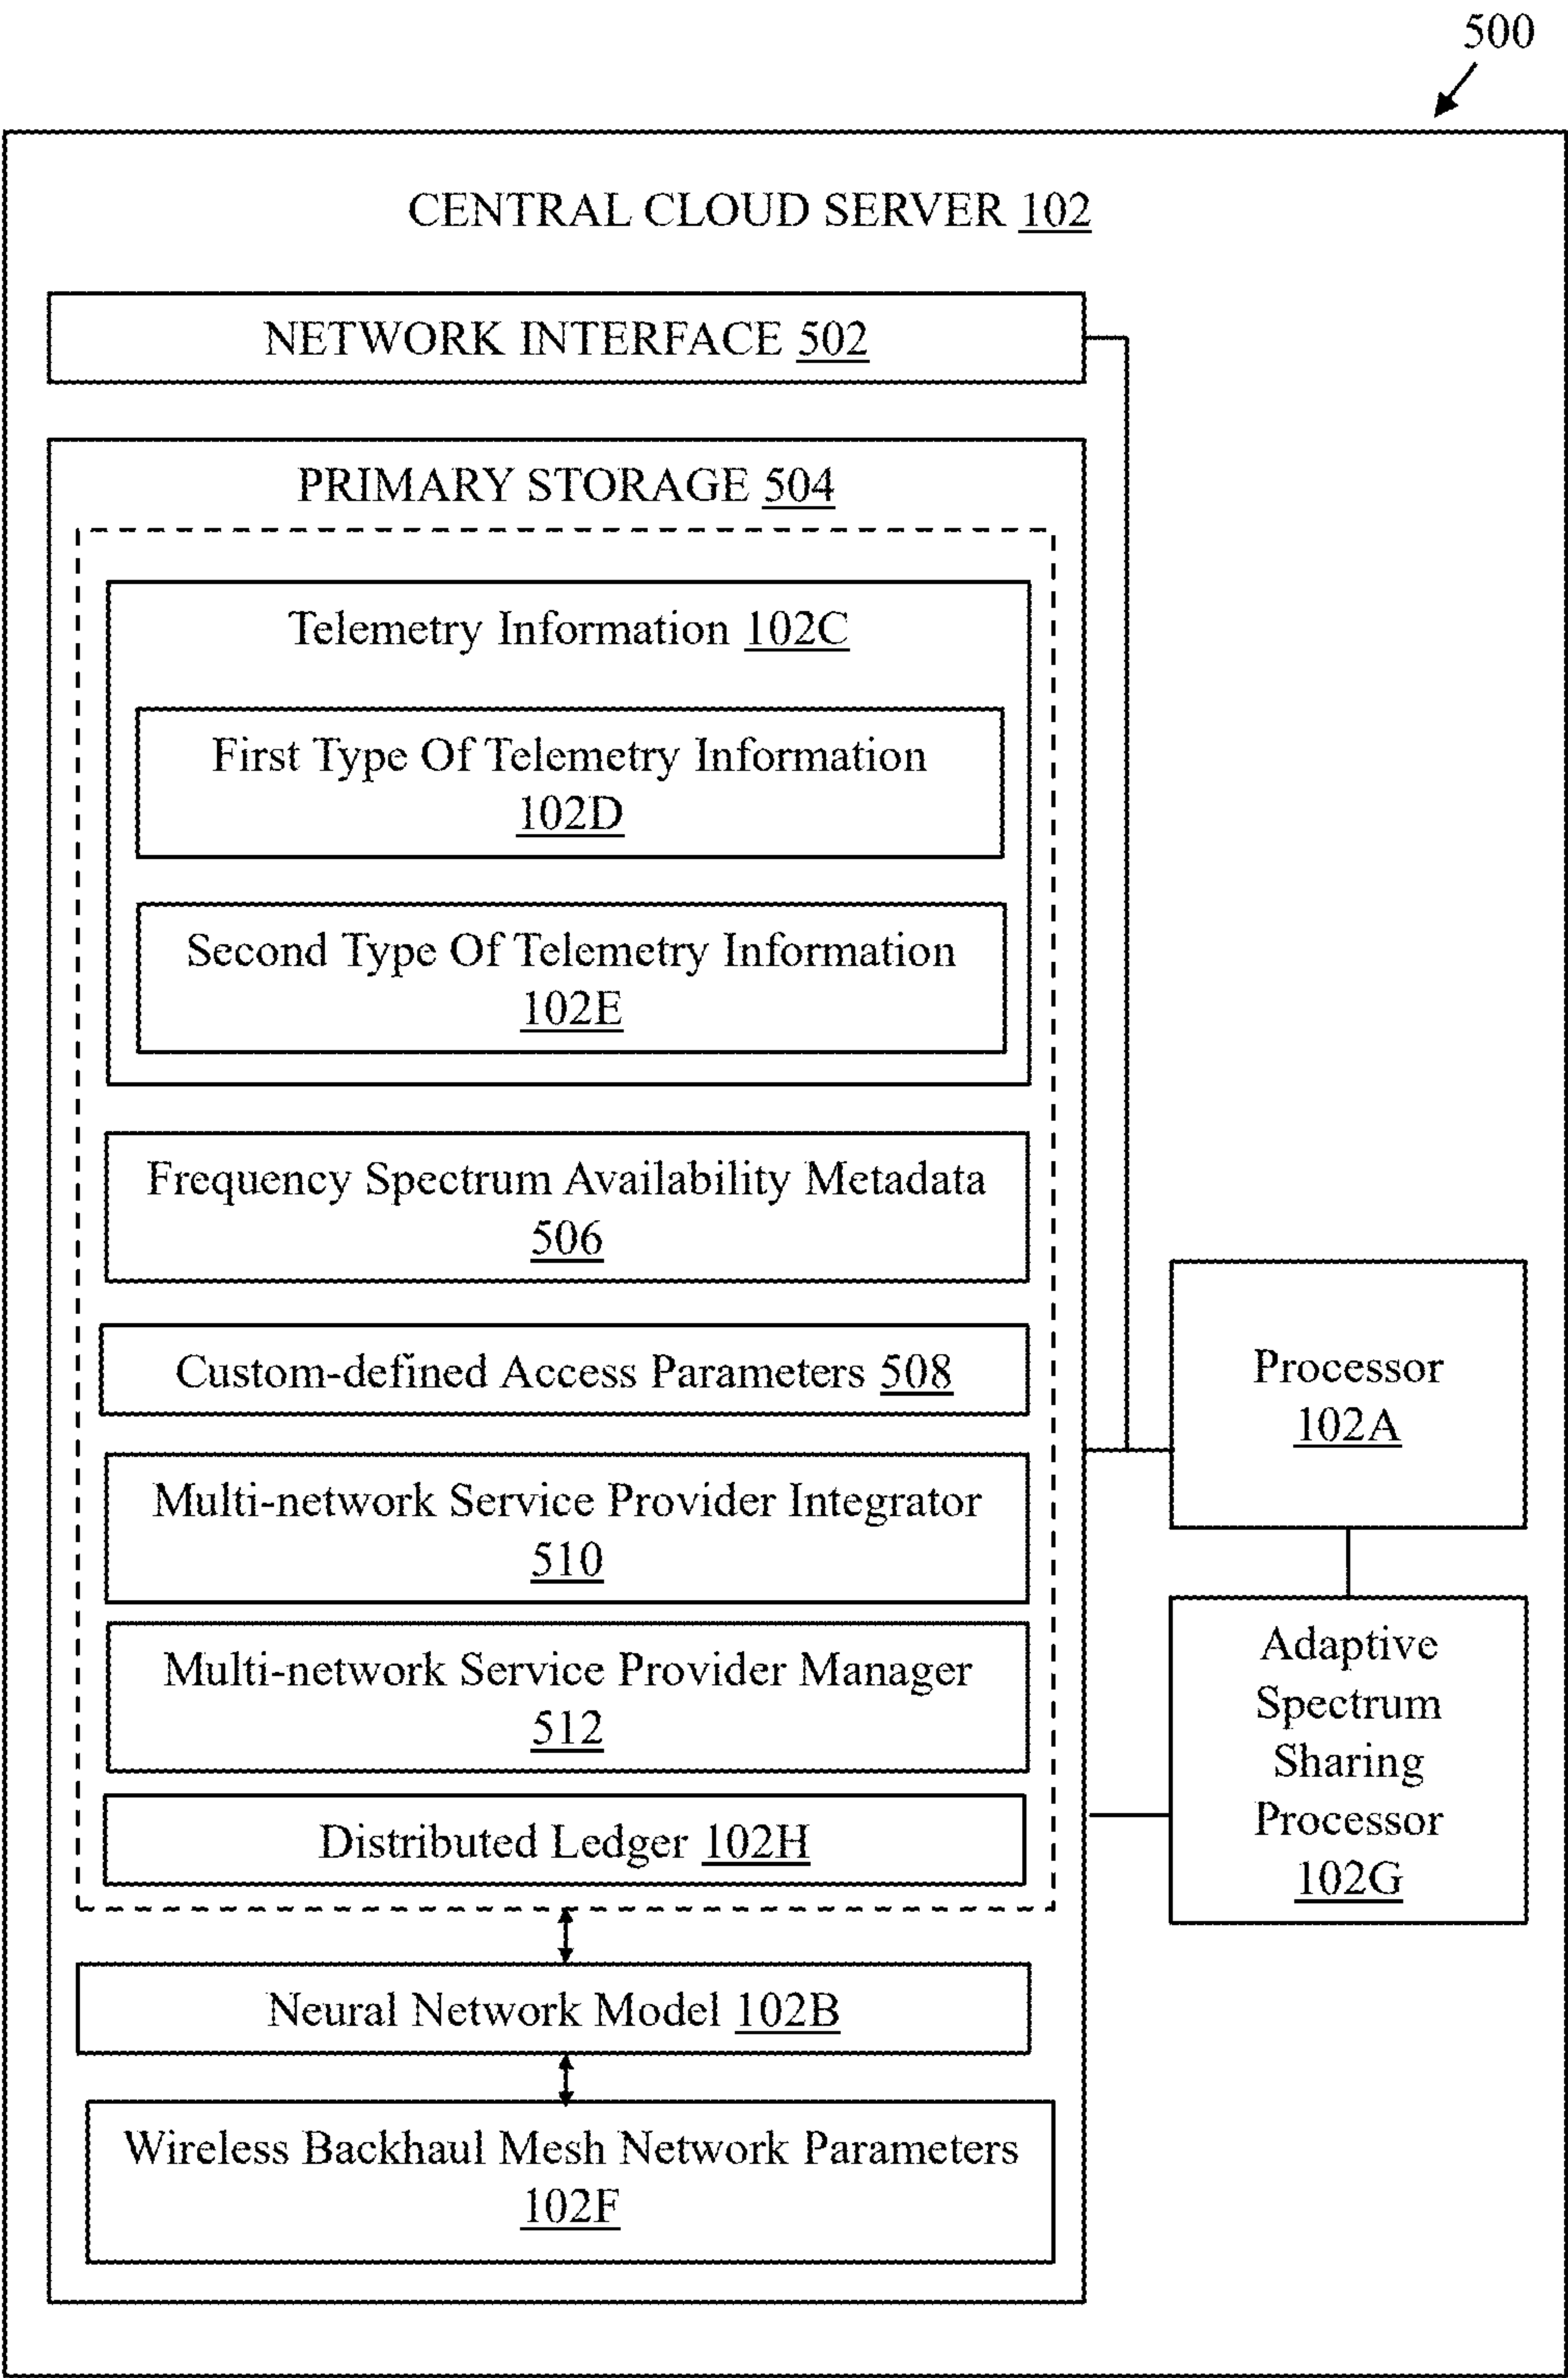 500
CENTRAL CLOUD SERVER 102
NETWORK INTERFACE 502
PRIMARY STORAGE 504
Telemetry Information 102C
First Type Of Telemetry Information
102D
Second Type Of Telemetry Information
102E
Frequency Spectrum Availability Metadata
506
Custom-defined Access Parameters 508
Multi-network Service Provider Integrator
510
Multi-network Service Provider Manager
512
Distributed Ledger 102H
Neural Network Model 102B
Wireless Backhaul Mesh Network Parameters
102F
Processor
102A
Adaptive
Spectrum
Sharing
Processor
102G